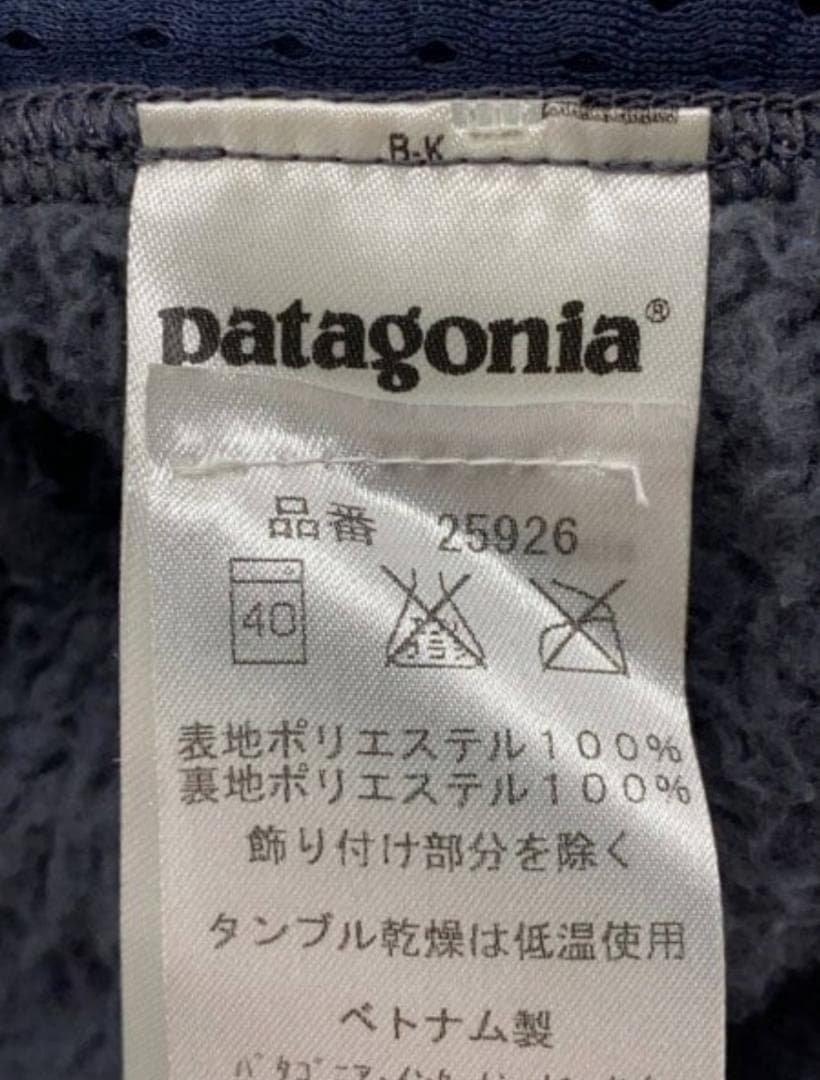 B-K
patagonia®
品番 25926
40
表地ポリエステル100%
裏地ポリエステル100%
飾り付け部分を除く
タンブル乾燥は低温使用
ベトナム製